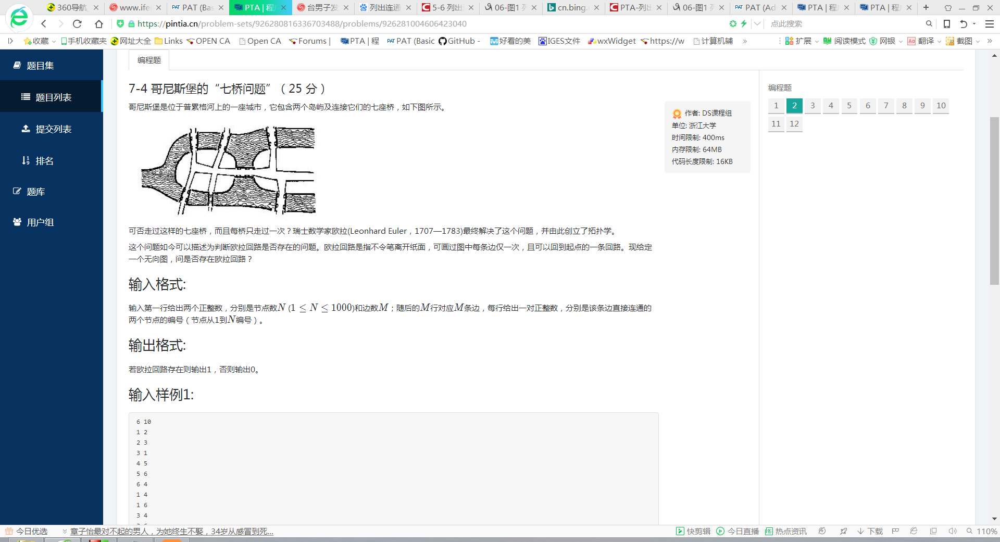 360导航
www.ife
PAT (Ba
PTA | 程
台男子发
列出连通
5-6 列出
06-图1 列
cn.bing.
PTA-列出
06-图1 列
PAT (Ad
PTA | 程
PTA | 程
https://pintia.cn/problem-sets/926280816336703488/problems/926281004606423040
点此搜索
收藏
手机收藏夹
网址大全
Links
OPEN CA
Open CA
Forums |
PTA | 程
PAT (Basic
GitHub -
好看的美
IGES文件
wxWidget
https://w
计算机辅
扩展
阅读模式
网银
翻译
截图
题目集
题目列表
提交列表
排名
题库
用户组
编程题
7-4 哥尼斯堡的“七桥问题”（25 分）
哥尼斯堡是位于普累格河上的一座城市，它包含两个岛屿及连接它们的七座桥，如下图所示。
可否走过这样的七座桥，而且每桥只走过一次？瑞士数学家欧拉(Leonhard Euler，1707—1783)最终解决了这个问题，并由此创立了拓扑学。
这个问题如今可以描述为判断欧拉回路是否存在的问题。欧拉回路是指不令笔离开纸面，可画过图中每条边仅一次，且可以回到起点的一条回路。现给定
一个无向图，问是否存在欧拉回路？
输入格式:
输入第一行给出两个正整数，分别是节点数N (1 ≤ N ≤ 1000)和边数M；随后的M行对应M条边，每行给出一对正整数，分别是该条边直接连通的
两个节点的编号（节点从1到N编号）。
输出格式:
若欧拉回路存在则输出1，否则输出0。
输入样例1:
6 10
1 2
2 3
3 1
4 5
5 6
6 4
1 4
1 6
3 4
作者: DS课程组
单位: 浙江大学
时间限制: 400ms
内存限制: 64MB
代码长度限制: 16KB
编程题
1 2 3 4 5 6 7 8 9 10
11 12
今日优选
章子怡最对不起的男人，为她终生不娶，34岁从感冒到死...
快剪辑
今日直播
热点资讯
下载
110%